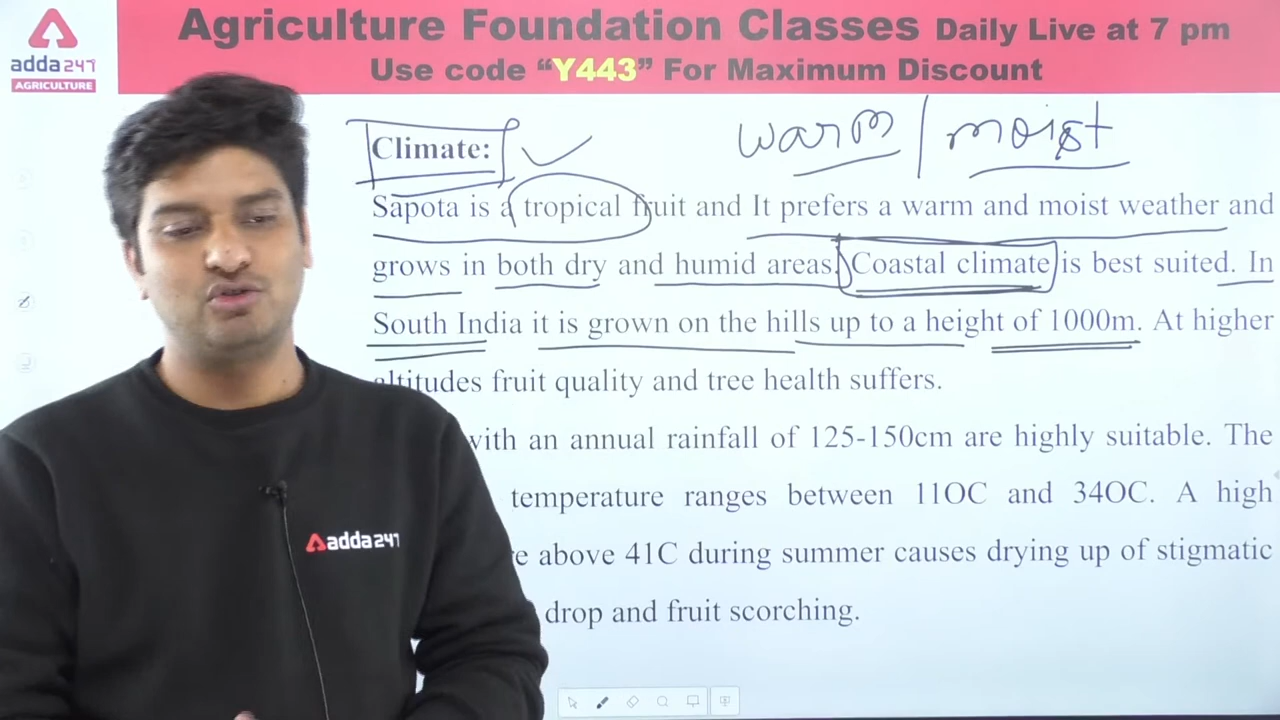 Agriculture Foundation Classes Daily Live at 7 pm
Use code “Y443” For Maximum Discount
adda247
AGRICULTURE
warm / moist
Climate:
Sapota is a tropical fruit and It prefers a warm and moist weather and
grows in both dry and humid areas. Coastal climate is best suited. In
South India it is grown on the hills up to a height of 1000m. At higher
altitudes fruit quality and tree health suffers.
with an annual rainfall of 125-150cm are highly suitable. The
temperature ranges between 11OC and 34OC. A high
above 41C during summer causes drying up of stigmatic
drop and fruit scorching.
adda247